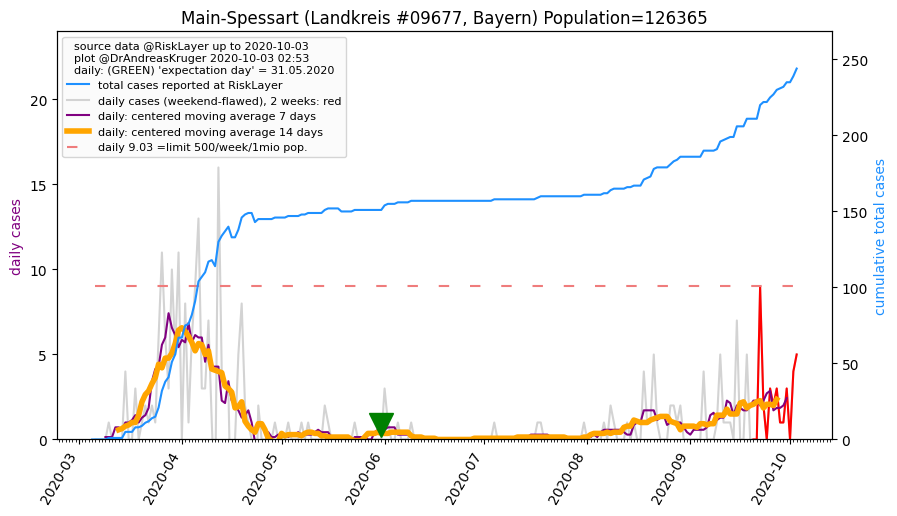 Main-Spessart (Landkreis #09677, Bayern) Population=126365
source data @RiskLayer up to 2020-10-03
plot @DrAndreasKruger 2020-10-03 02:53
daily: (GREEN) 'expectation day' = 31.05.2020
total cases reported at RiskLayer
daily cases (weekend-flawed), 2 weeks: red
daily: centered moving average 7 days
daily: centered moving average 14 days
daily 9.03 =limit 500/week/1mio pop.
daily cases
20
15
10
5
0
cumulative total cases
250
200
150
100
50
0
2020-03
2020-04
2020-05
2020-06
2020-07
2020-08
2020-09
2020-10